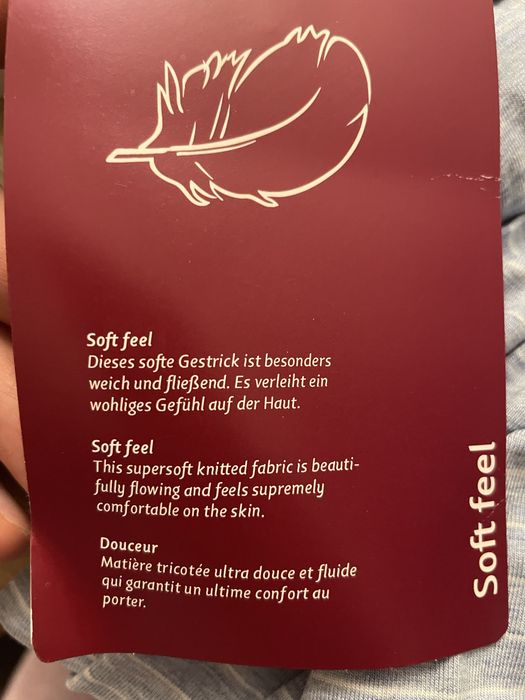 Soft feel
Dieses softe Gestrick ist besonders
weich und fließend. Es verleiht ein
wohliges Gefühl auf der Haut.
Soft feel
This supersoft knitted fabric is beauti-
fully flowing and feels supremely
comfortable on the skin.
Douceur
Matière tricotée ultra douce et fluide
qui garantit un ultime confort au
porter.
Soft feel